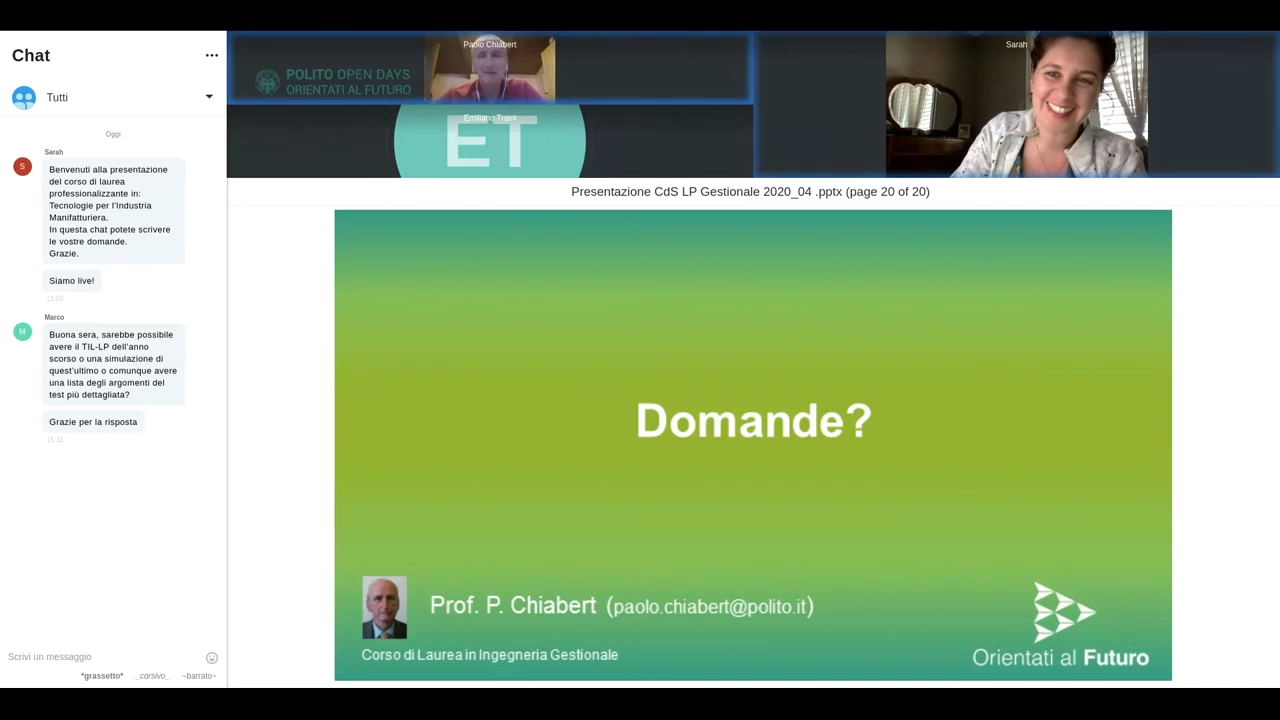 Chat
Tutti
Oggi
Sarah
S
Benvenuti alla presentazione
del corso di laurea
professionalizzante in:
Tecnologie per l'Industria
Manifatturiera.
In questa chat potete scrivere
le vostre domande.
Grazie.
Siamo live!
15:03
Marco
M
Buona sera, sarebbe possibile
avere il TIL-LP dell'anno
scorso o una simulazione di
quest'ultimo o comunque avere
una lista degli argomenti del
test più dettagliata?
Grazie per la risposta
15:32
Scrivi un messaggio
*grassetto* _corsivo_ ~barrato~
Paolo Chiabert
POLITO OPEN DAYS
ORIENTATI AL FUTURO
Emiliano Traini
ET
Sarah
Presentazione CdS LP Gestionale 2020_04 .pptx (page 20 of 20)
Domande?
Prof. P. Chiabert (paolo.chiabert@polito.it)
Corso di Laurea in Ingegneria Gestionale
Orientati al Futuro